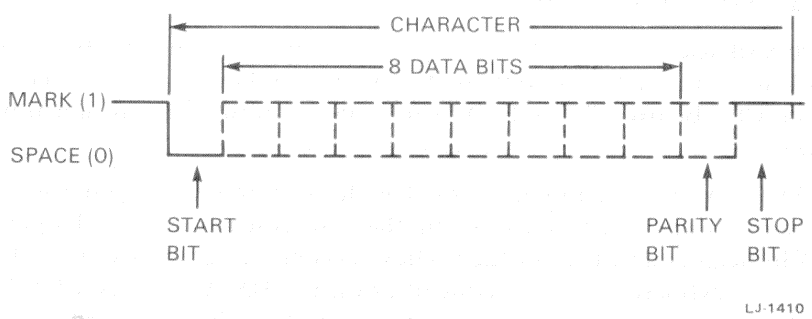 CHARACTER
8 DATA BITS
MARK (1)
SPACE (0)
START
BIT
PARITY
BIT
STOP
BIT
LJ-1410